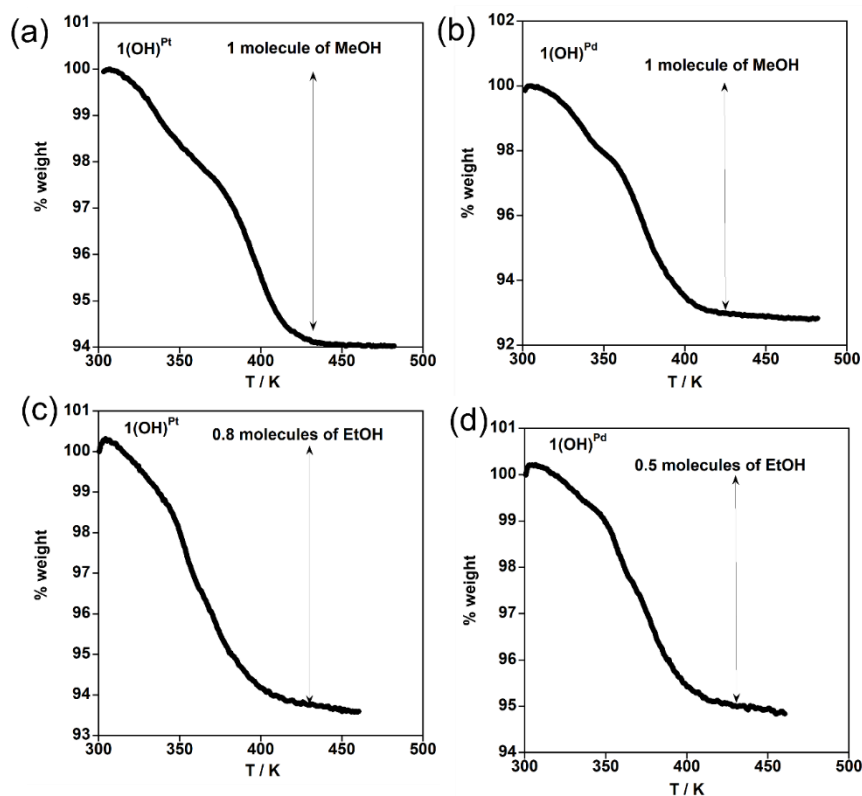 (a)
1(OH)^Pt
1 molecule of MeOH
101
100
99
98
97
96
95
94
% weight
300
350
400
450
500
T / K
(b)
1(OH)^Pd
1 molecule of MeOH
102
100
98
96
94
92
% weight
300
350
400
450
500
T / K
(c)
1(OH)^Pt
0.8 molecules of EtOH
101
100
99
98
97
96
95
94
93
% weight
300
350
400
450
500
T / K
(d)
1(OH)^Pd
0.5 molecules of EtOH
101
100
99
98
97
96
95
94
% weight
300
350
400
450
500
T / K